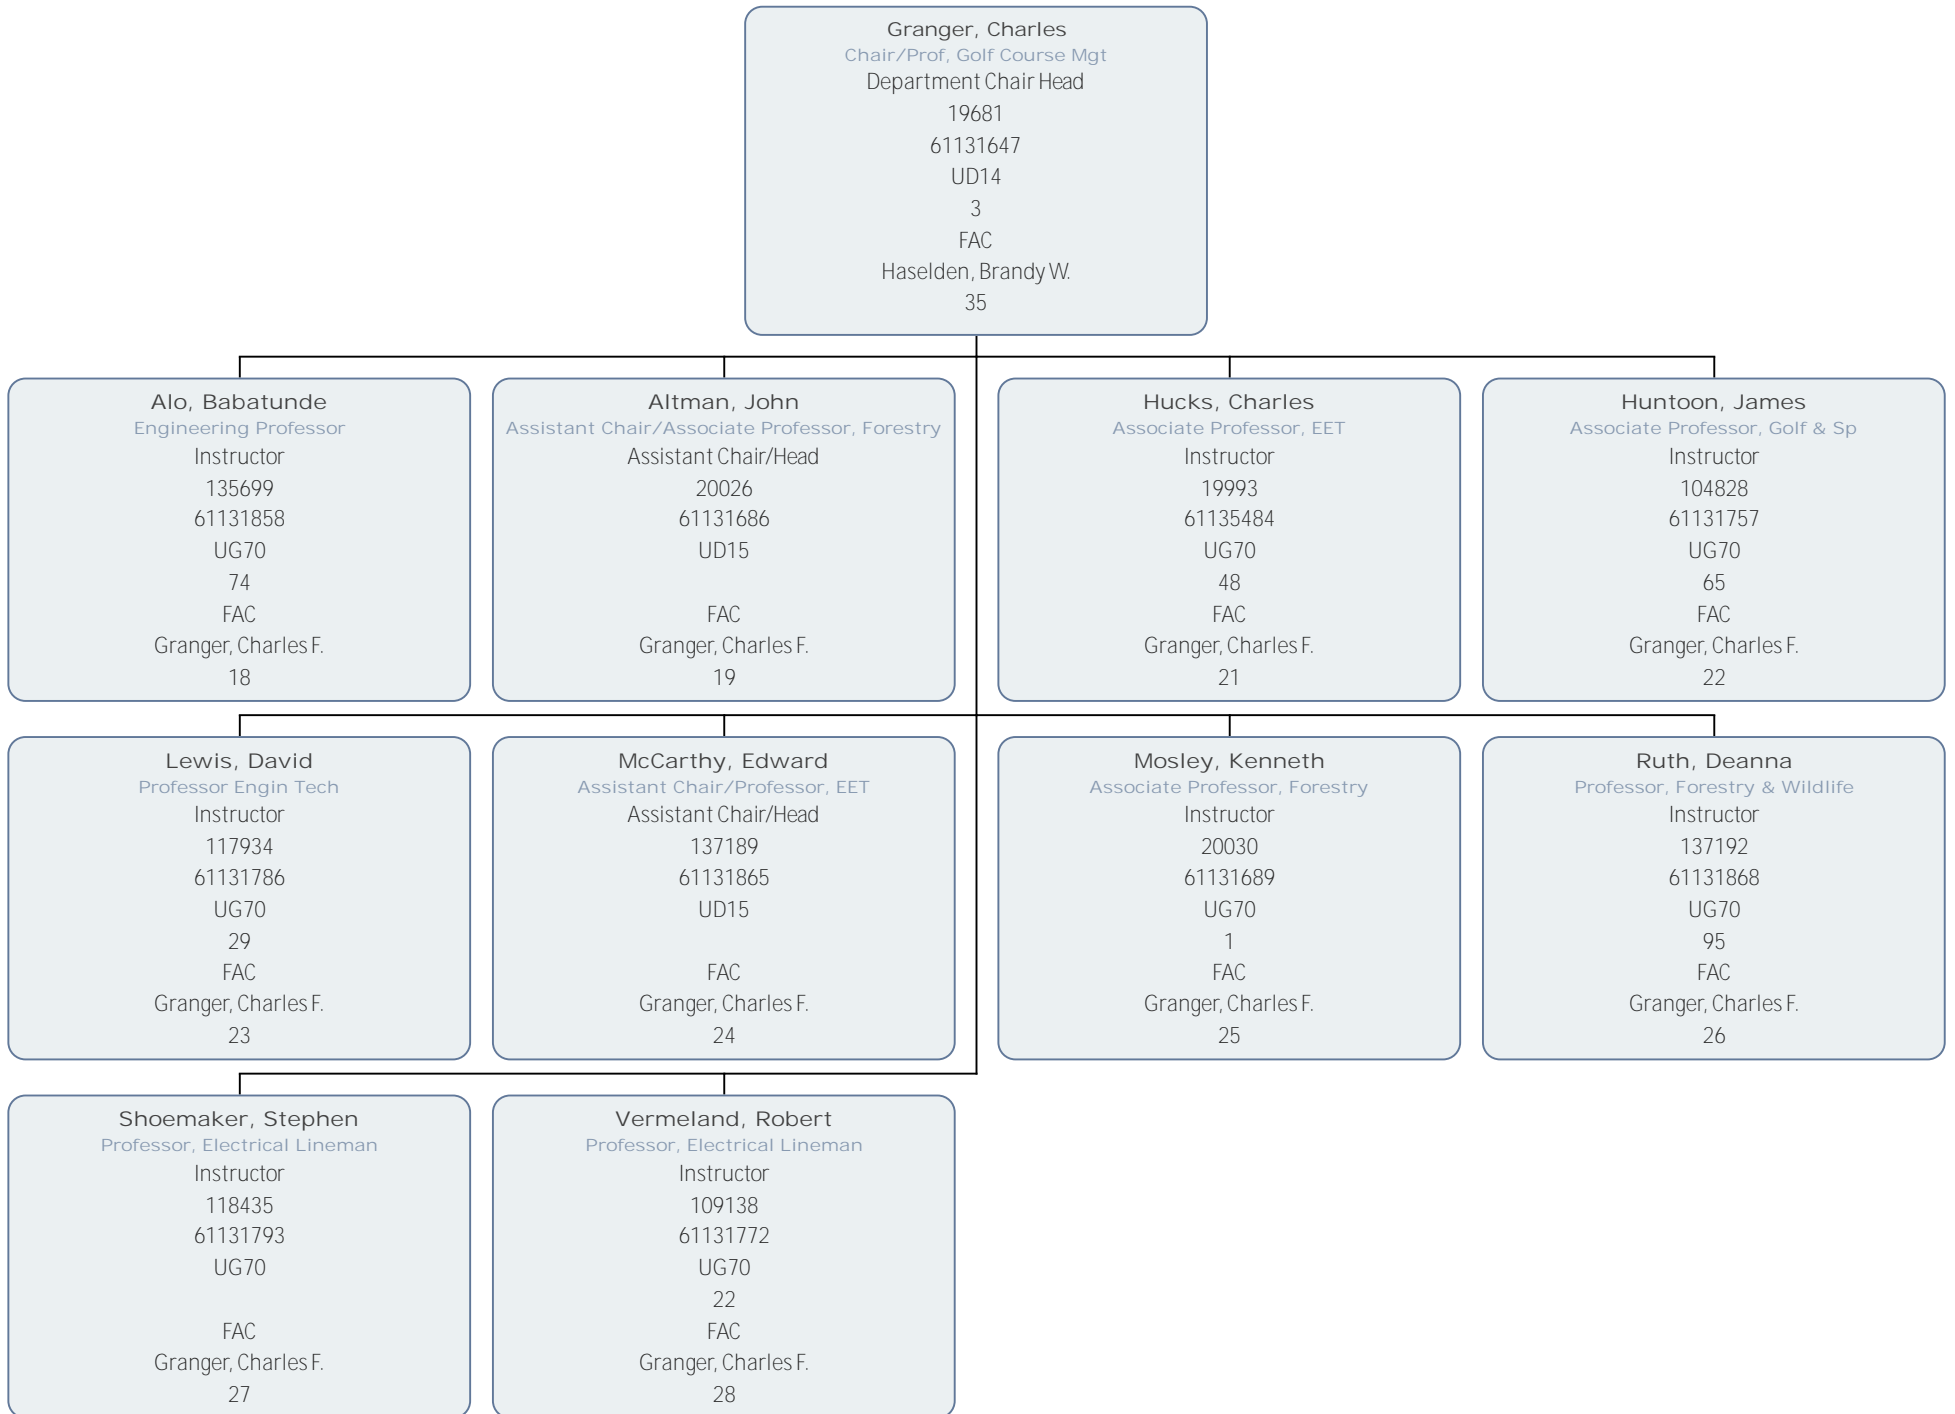 Granger, Charles
Chair/Prof, Golf Course Mgt
Department Chair Head
19681
61131647
UD14
3
FAC
Haselden, Brandy W.
35
Alo, Babatunde
Engineering Professor
Instructor
135699
61131858
UG70
74
FAC
Granger, Charles F.
18
Altman, John
Assistant Chair/Associate Professor, Forestry
Assistant Chair/Head
20026
61131686
UD15
FAC
Granger, Charles F.
19
Hucks, Charles
Associate Professor, EET
Instructor
19993
61135484
UG70
48
FAC
Granger, Charles F.
21
Huntoon, James
Associate Professor, Golf & Sp
Instructor
104828
61131757
UG70
65
FAC
Granger, Charles F.
22
Lewis, David
Professor Engin Tech
Instructor
117934
61131786
UG70
29
FAC
Granger, Charles F.
23
McCarthy, Edward
Assistant Chair/Professor, EET
Assistant Chair/Head
137189
61131865
UD15
FAC
Granger, Charles F.
24
Mosley, Kenneth
Associate Professor, Forestry
Instructor
20030
61131689
UG70
1
FAC
Granger, Charles F.
25
Ruth, Deanna
Professor, Forestry & Wildlife
Instructor
137192
61131868
UG70
95
FAC
Granger, Charles F.
26
Shoemaker, Stephen
Professor, Electrical Lineman
Instructor
118435
61131793
UG70
FAC
Granger, Charles F.
27
Vermeland, Robert
Professor, Electrical Lineman
Instructor
109138
61131772
UG70
22
FAC
Granger, Charles F.
28